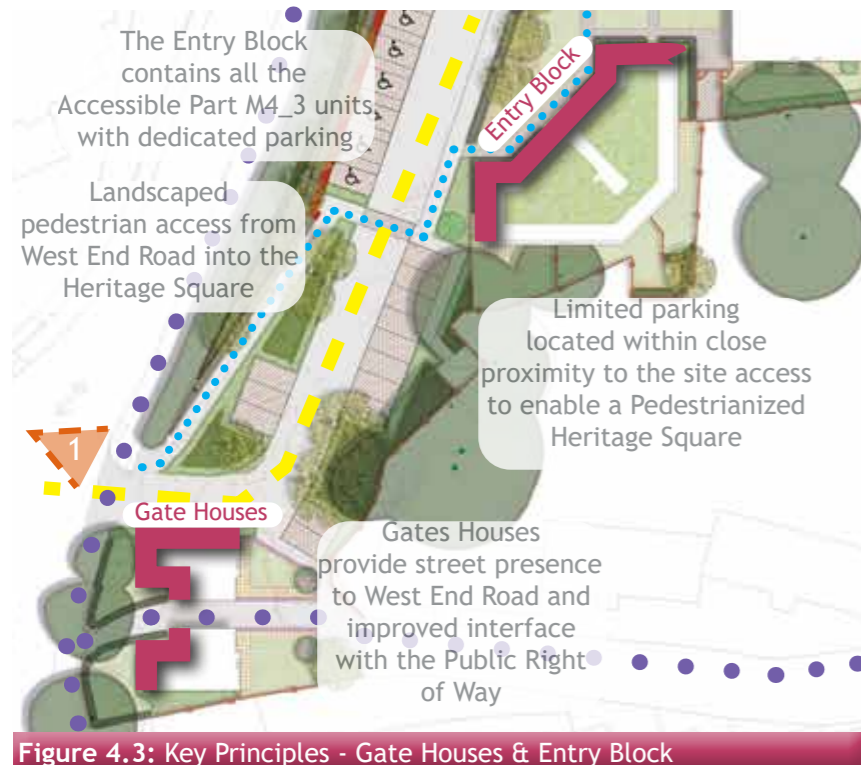 The Entry Block
contains all the
Accessible Part M4_3 units
with dedicated parking
Entry Block
Landscaped
pedestrian access from
West End Road into the
Heritage Square
Limited parking
located within close
proximity to the site access
to enable a Pedestrianized
Heritage Square
1
Gate Houses
Gates Houses
provide street presence
to West End Road and
improved interface
with the Public Right
of Way
Figure 4.3: Key Principles - Gate Houses & Entry Block